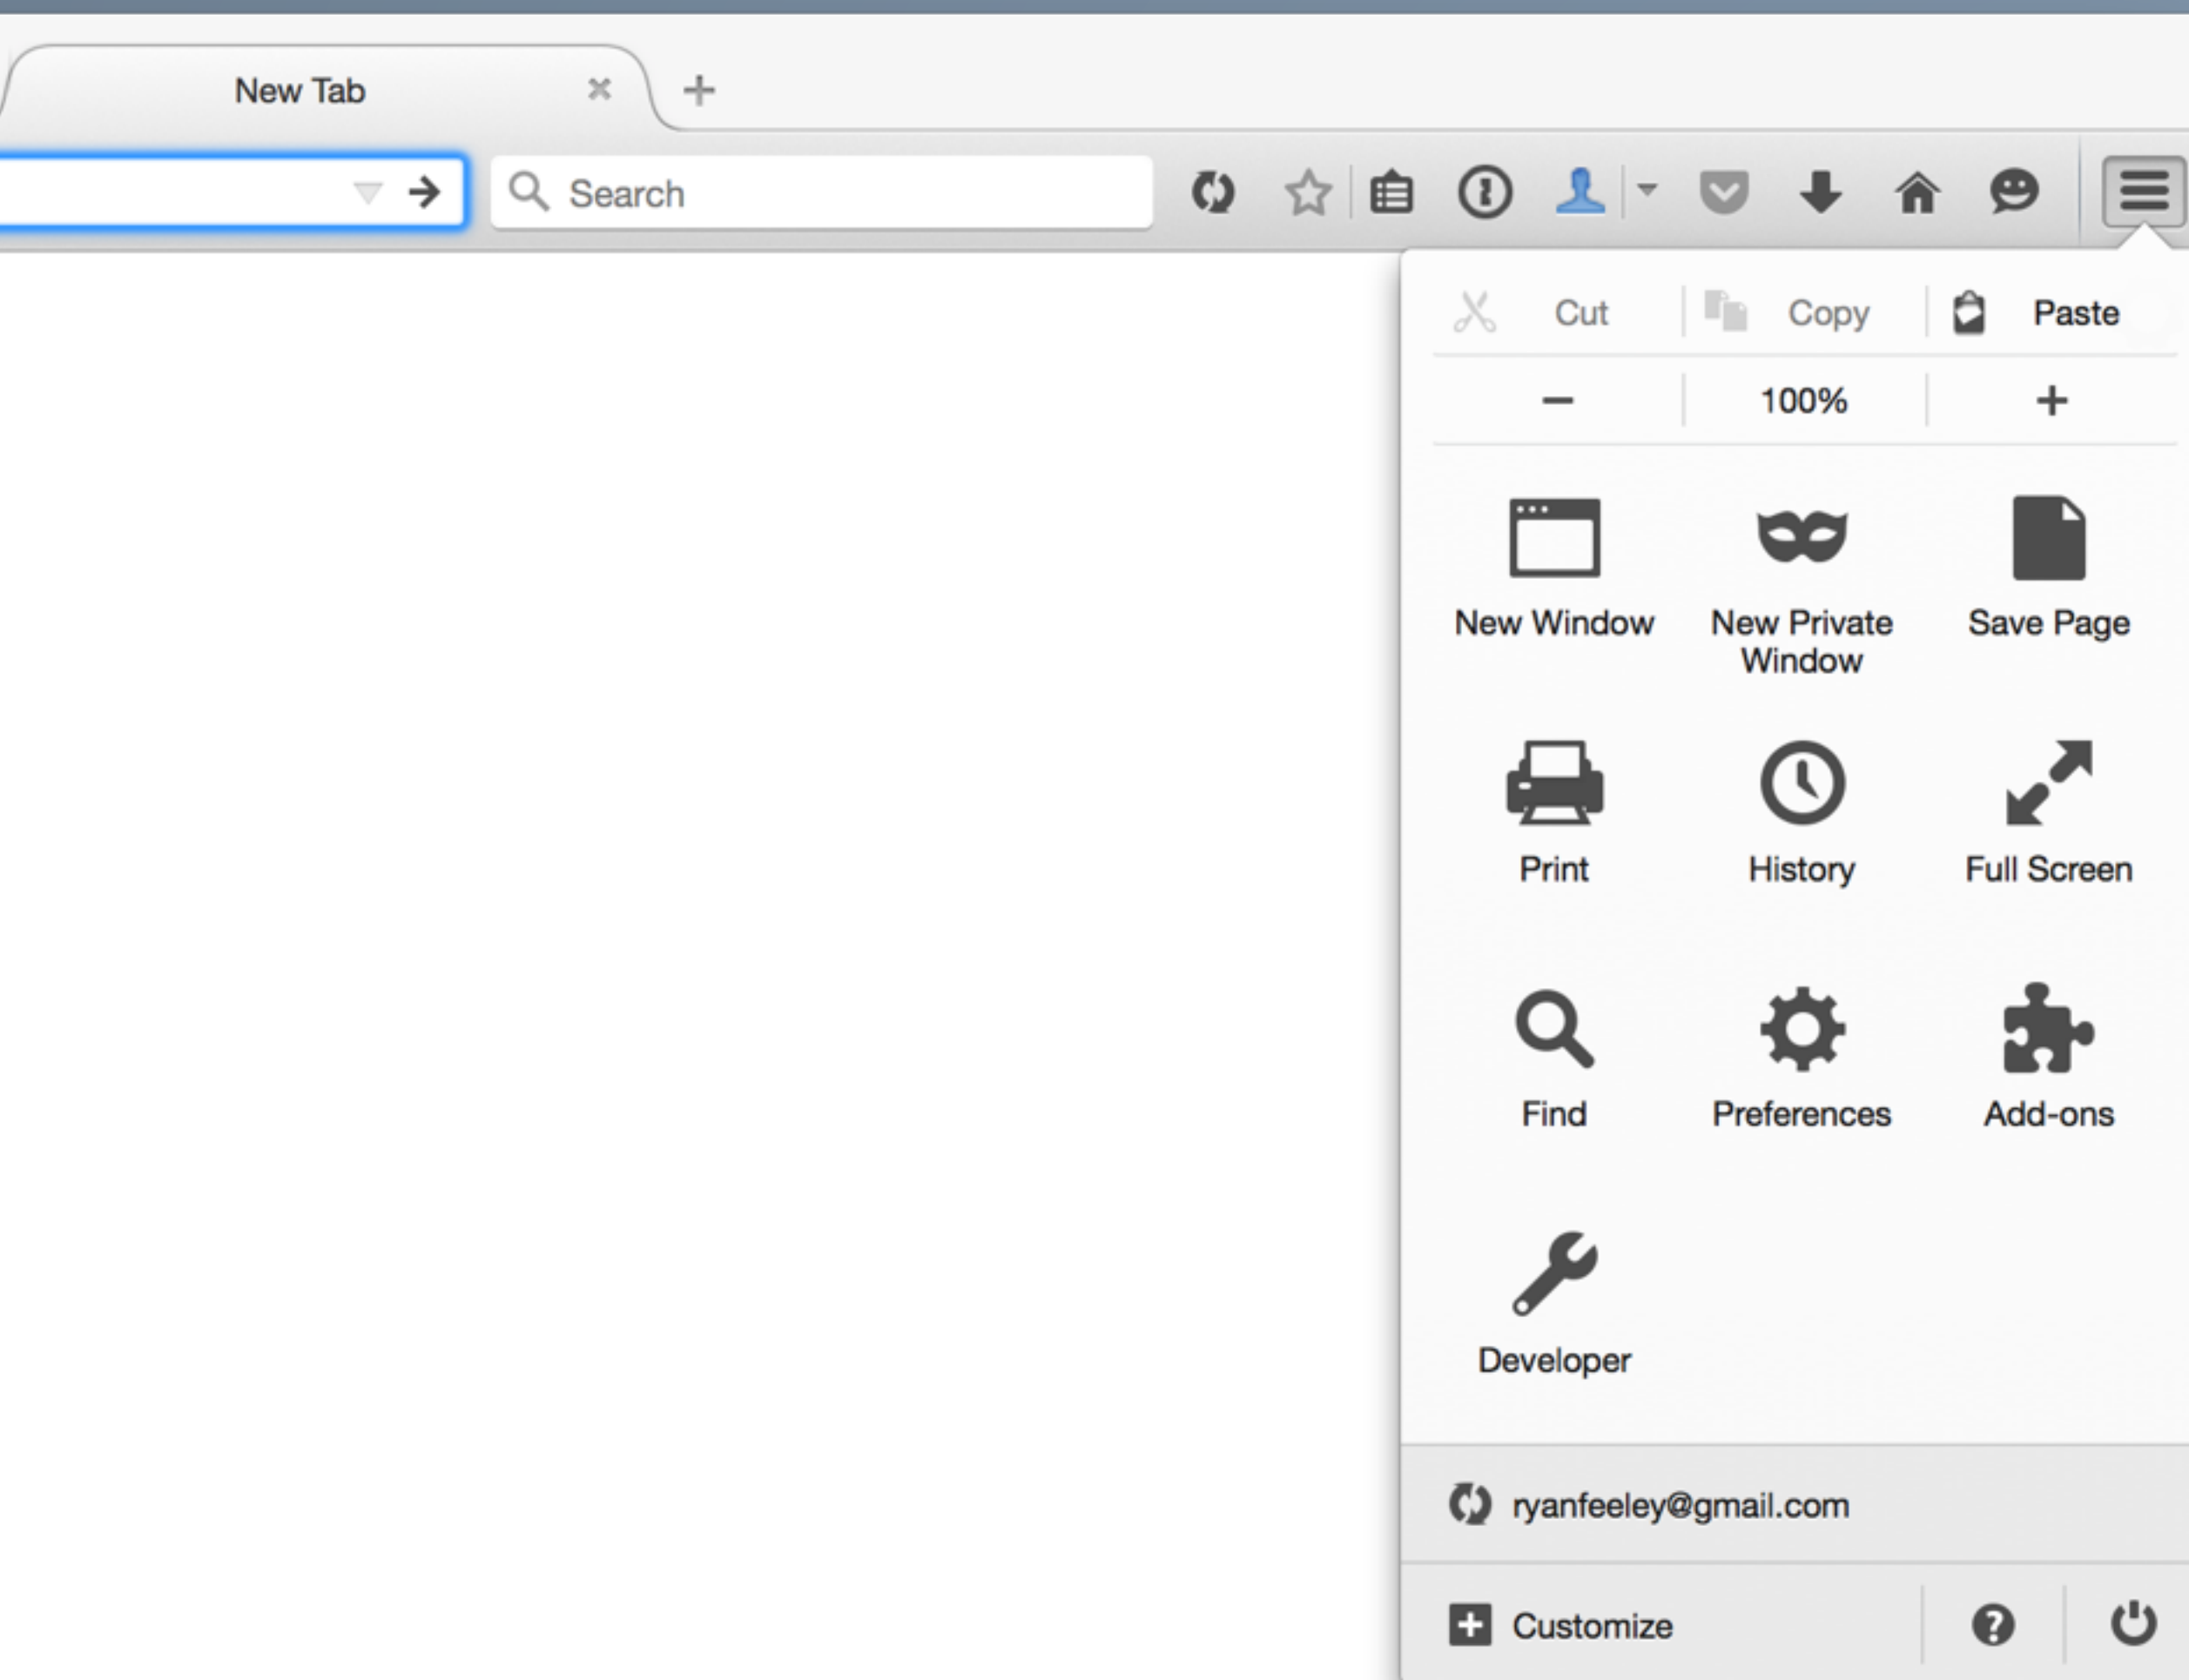 New Tab
Search
Cut Copy Paste
100%
New Window New Private Window Save Page
Print History Full Screen
Find Preferences Add-ons
Developer
ryanfeeley@gmail.com
Customize